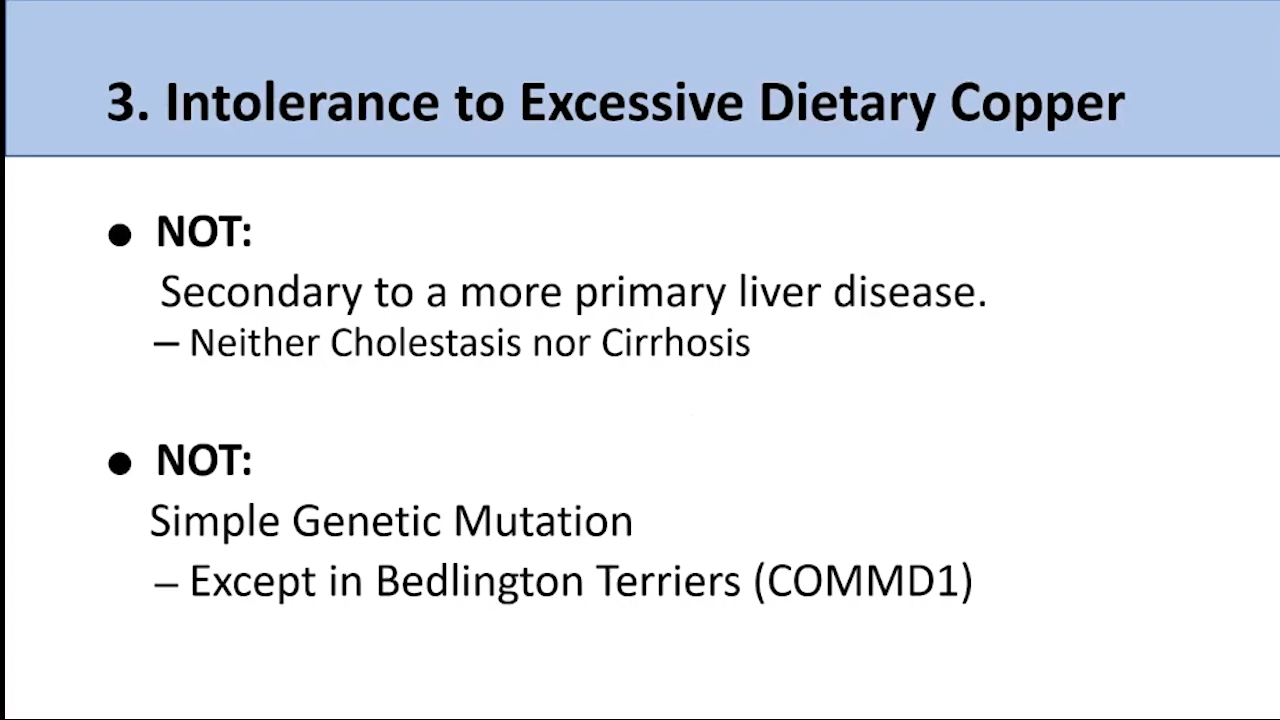 3. Intolerance to Excessive Dietary Copper
● NOT:
Secondary to a more primary liver disease.
– Neither Cholestasis nor Cirrhosis
● NOT:
Simple Genetic Mutation
– Except in Bedlington Terriers (COMMD1)